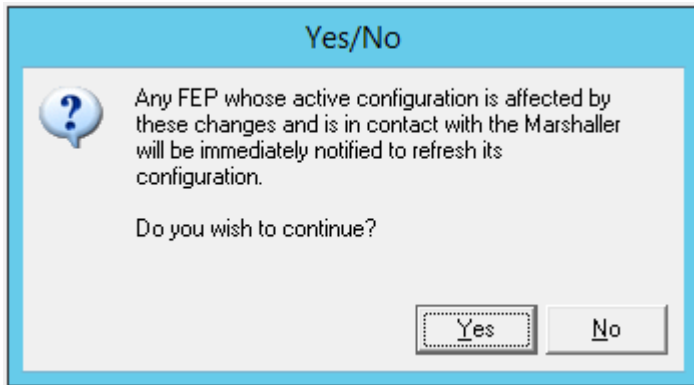 Yes/No
Any FEP whose active configuration is affected by
these changes and is in contact with the Marshaller
will be immediately notified to refresh its
configuration.
Do you wish to continue?
Yes
No